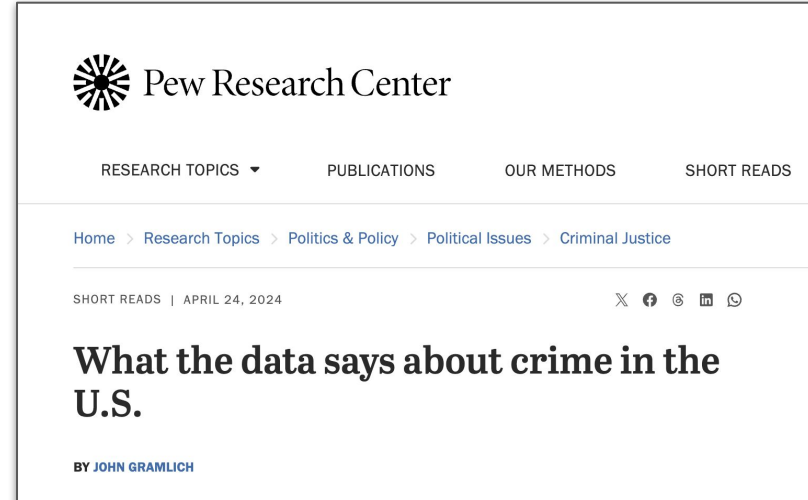 Pew Research Center
RESEARCH TOPICS PUBLICATIONS OUR METHODS SHORT READS
Home > Research Topics > Politics & Policy > Political Issues > Criminal Justice
SHORT READS | APRIL 24, 2024
What the data says about crime in the
U.S.
BY JOHN GRAMLICH